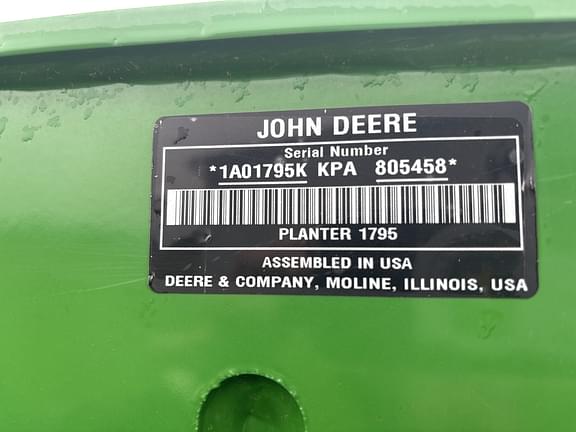 JOHN DEERE
Serial Number
*1A01795K KPA 805458*
PLANTER 1795
ASSEMBLED IN USA
DEERE & COMPANY, MOLINE, ILLINOIS, USA